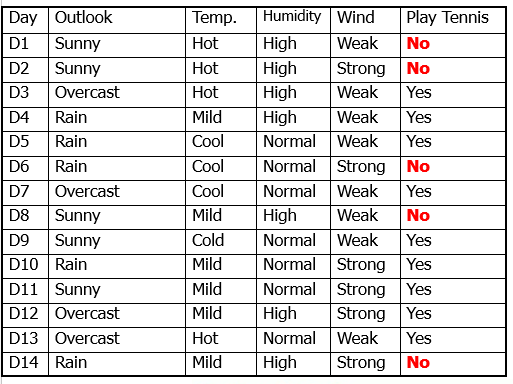 Day Outlook Temp. Humidity Wind Play Tennis
D1 Sunny Hot High Weak No
D2 Sunny Hot High Strong No
D3 Overcast Hot High Weak Yes
D4 Rain Mild High Weak Yes
D5 Rain Cool Normal Weak Yes
D6 Rain Cool Normal Strong No
D7 Overcast Cool Normal Weak Yes
D8 Sunny Mild High Weak No
D9 Sunny Cold Normal Weak Yes
D10 Rain Mild Normal Strong Yes
D11 Sunny Mild Normal Strong Yes
D12 Overcast Mild High Strong Yes
D13 Overcast Hot Normal Weak Yes
D14 Rain Mild High Strong No